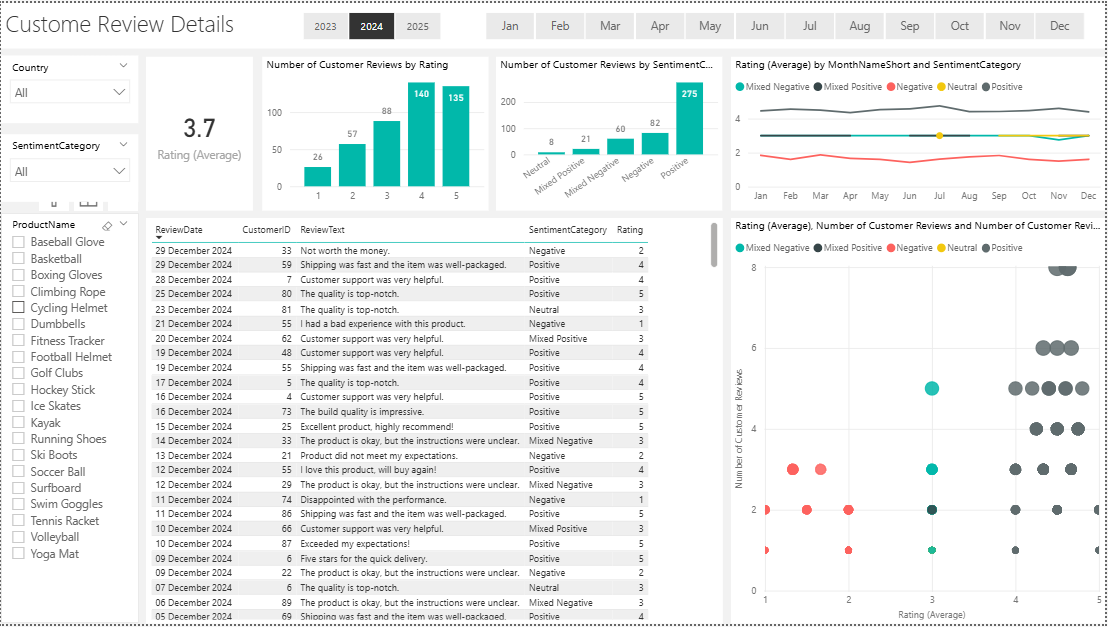 Custome Review Details
2023 2024 2025
Jan Feb Mar Apr May Jun Jul Aug Sep Oct Nov Dec
Country
All
SentimentCategory
All
3.7
Rating (Average)
Number of Customer Reviews by Rating
100
50
0
26 57 88 140 135
1 2 3 4 5
Number of Customer Reviews by SentimentC...
200
100
0
8 21 60 82 275
Neutral Mixed Positive Mixed Negative Negative Positive
Rating (Average) by MonthNameShort and SentimentCategory
Mixed Negative Mixed Positive Negative Neutral Positive
4
2
0
Jan Feb Mar Apr May Jun Jul Aug Sep Oct Nov Dec
ProductName
Baseball Glove
Basketball
Boxing Gloves
Climbing Rope
Cycling Helmet
Dumbbells
Fitness Tracker
Football Helmet
Golf Clubs
Hockey Stick
Ice Skates
Kayak
Running Shoes
Ski Boots
Soccer Ball
Surfboard
Swim Goggles
Tennis Racket
Volleyball
Yoga Mat
ReviewDate CustomerID ReviewText SentimentCategory Rating
29 December 2024 33 Not worth the money. Negative 2
29 December 2024 59 Shipping was fast and the item was well-packaged. Positive 4
28 December 2024 7 Customer support was very helpful. Positive 4
25 December 2024 80 The quality is top-notch. Positive 5
23 December 2024 81 The quality is top-notch. Neutral 3
21 December 2024 55 I had a bad experience with this product. Negative 1
20 December 2024 62 Customer support was very helpful. Mixed Positive 3
19 December 2024 48 Customer support was very helpful. Positive 4
19 December 2024 55 Shipping was fast and the item was well-packaged. Positive 4
17 December 2024 5 The quality is top-notch. Positive 4
16 December 2024 4 Customer support was very helpful. Positive 5
16 December 2024 73 The build quality is impressive. Positive 5
15 December 2024 25 Excellent product, highly recommend! Positive 5
14 December 2024 33 The product is okay, but the instructions were unclear. Mixed Negative 3
13 December 2024 21 Product did not meet my expectations. Negative 2
12 December 2024 55 I love this product, will buy again! Positive 4
12 December 2024 29 The product is okay, but the instructions were unclear. Mixed Negative 3
11 December 2024 74 Disappointed with the performance. Negative 1
11 December 2024 86 Shipping was fast and the item was well-packaged. Positive 5
10 December 2024 66 Customer support was very helpful. Mixed Positive 3
10 December 2024 87 Exceeded my expectations! Positive 5
09 December 2024 6 Five stars for the quick delivery. Positive 5
09 December 2024 22 The product is okay, but the instructions were unclear. Negative 2
07 December 2024 6 The quality is top-notch. Neutral 3
06 December 2024 89 The product is okay, but the instructions were unclear. Mixed Negative 3
05 December 2024 69 Shipping was fast and the item was well-packaged. Positive 4
Rating (Average), Number of Customer Reviews and Number of Customer Revi...
Mixed Negative Mixed Positive Negative Neutral Positive
Number of Customer Reviews
8
6
4
2
0
1 2 3 4 5
Rating (Average)